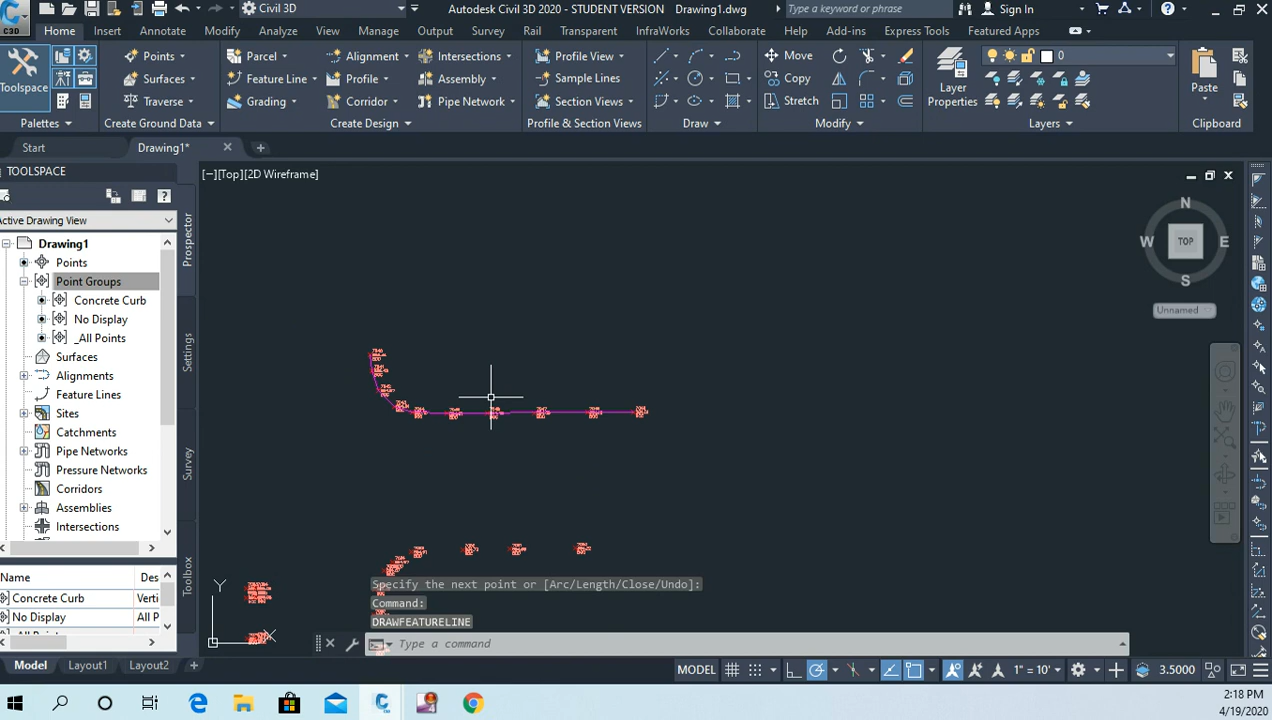 C3D
Civil 3D
Autodesk Civil 3D 2020 - STUDENT VERSION Drawing1.dwg
Type a keyword or phrase
Sign In
Home Insert Annotate Modify Analyze View Manage Output Survey Rail Transparent InfraWorks Collaborate Help Add-ins Express Tools Featured Apps
Toolspace
Points
Surfaces
Traverse
Parcel
Feature Line
Grading
Alignment
Profile
Corridor
Intersections
Assembly
Pipe Network
Profile View
Sample Lines
Section Views
Move
Copy
Stretch
Layer Properties
0
Paste
Palettes
Create Ground Data
Create Design
Profile & Section Views
Draw
Modify
Layers
Clipboard
Start
Drawing1*
TOOLSPACE
[−][Top][2D Wireframe]
Active Drawing View
Prospector
Settings
Survey
Toolbox
Drawing1
Points
Point Groups
Concrete Curb
No Display
_All Points
Surfaces
Alignments
Feature Lines
Sites
Catchments
Pipe Networks
Pressure Networks
Corridors
Assemblies
Intersections
Name Des
Concrete Curb Verti
No Display All P
N
W TOP E
S
Unnamed
Y
X
Specify the next point or [Arc/Length/Close/Undo]:
Command:
DRAWFEATURELINE
Type a command
Model Layout1 Layout2
MODEL
1" = 10'
3.5000
2:18 PM
4/19/2020